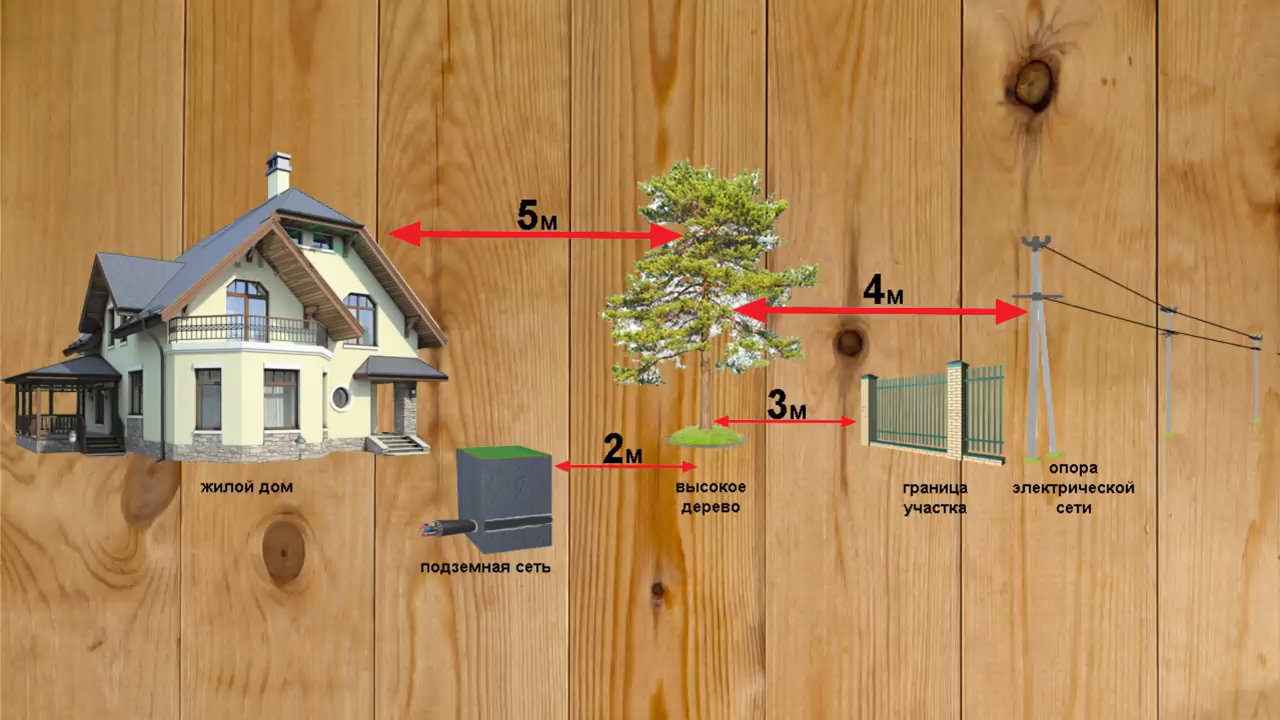 5м
4м
3м
2м
жилой дом
высокое
дерево
граница
участка
опора
электрической
сети
подземная сеть